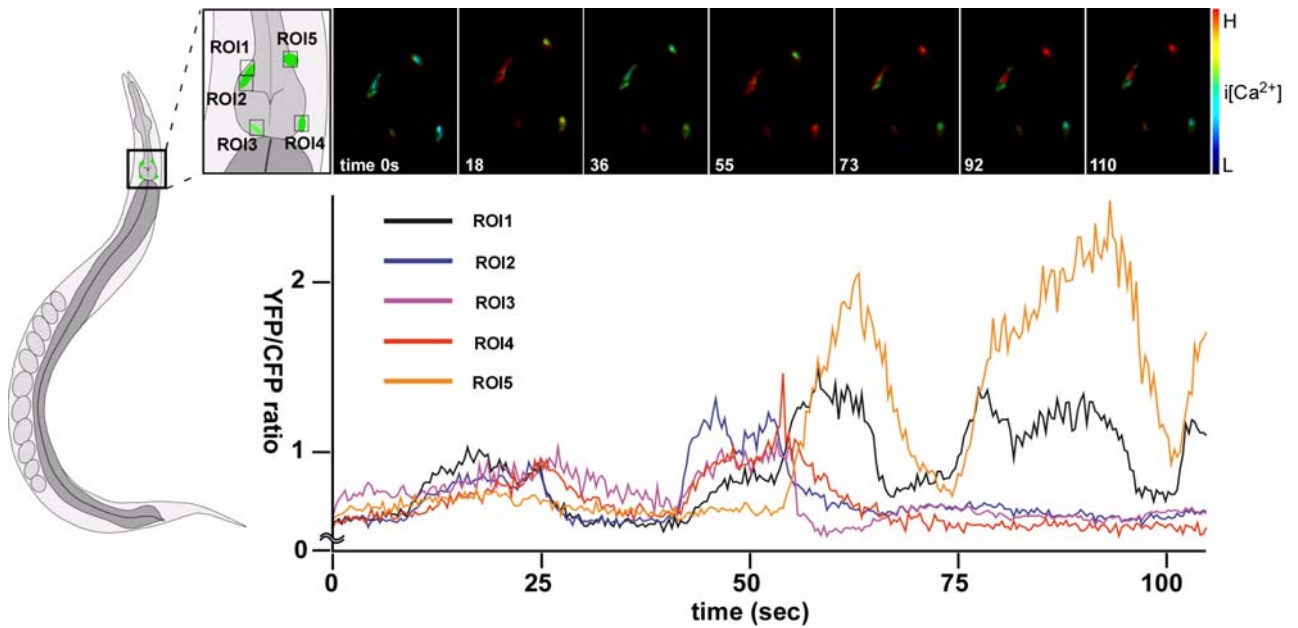 ROI1
ROI5
ROI2
ROI3
ROI4
time 0s
18
36
55
73
92
110
H
i[Ca2+]
L
ROI1
ROI2
ROI3
ROI4
ROI5
YFP/CFP ratio
2
1
0
0
25
50
75
100
time (sec)